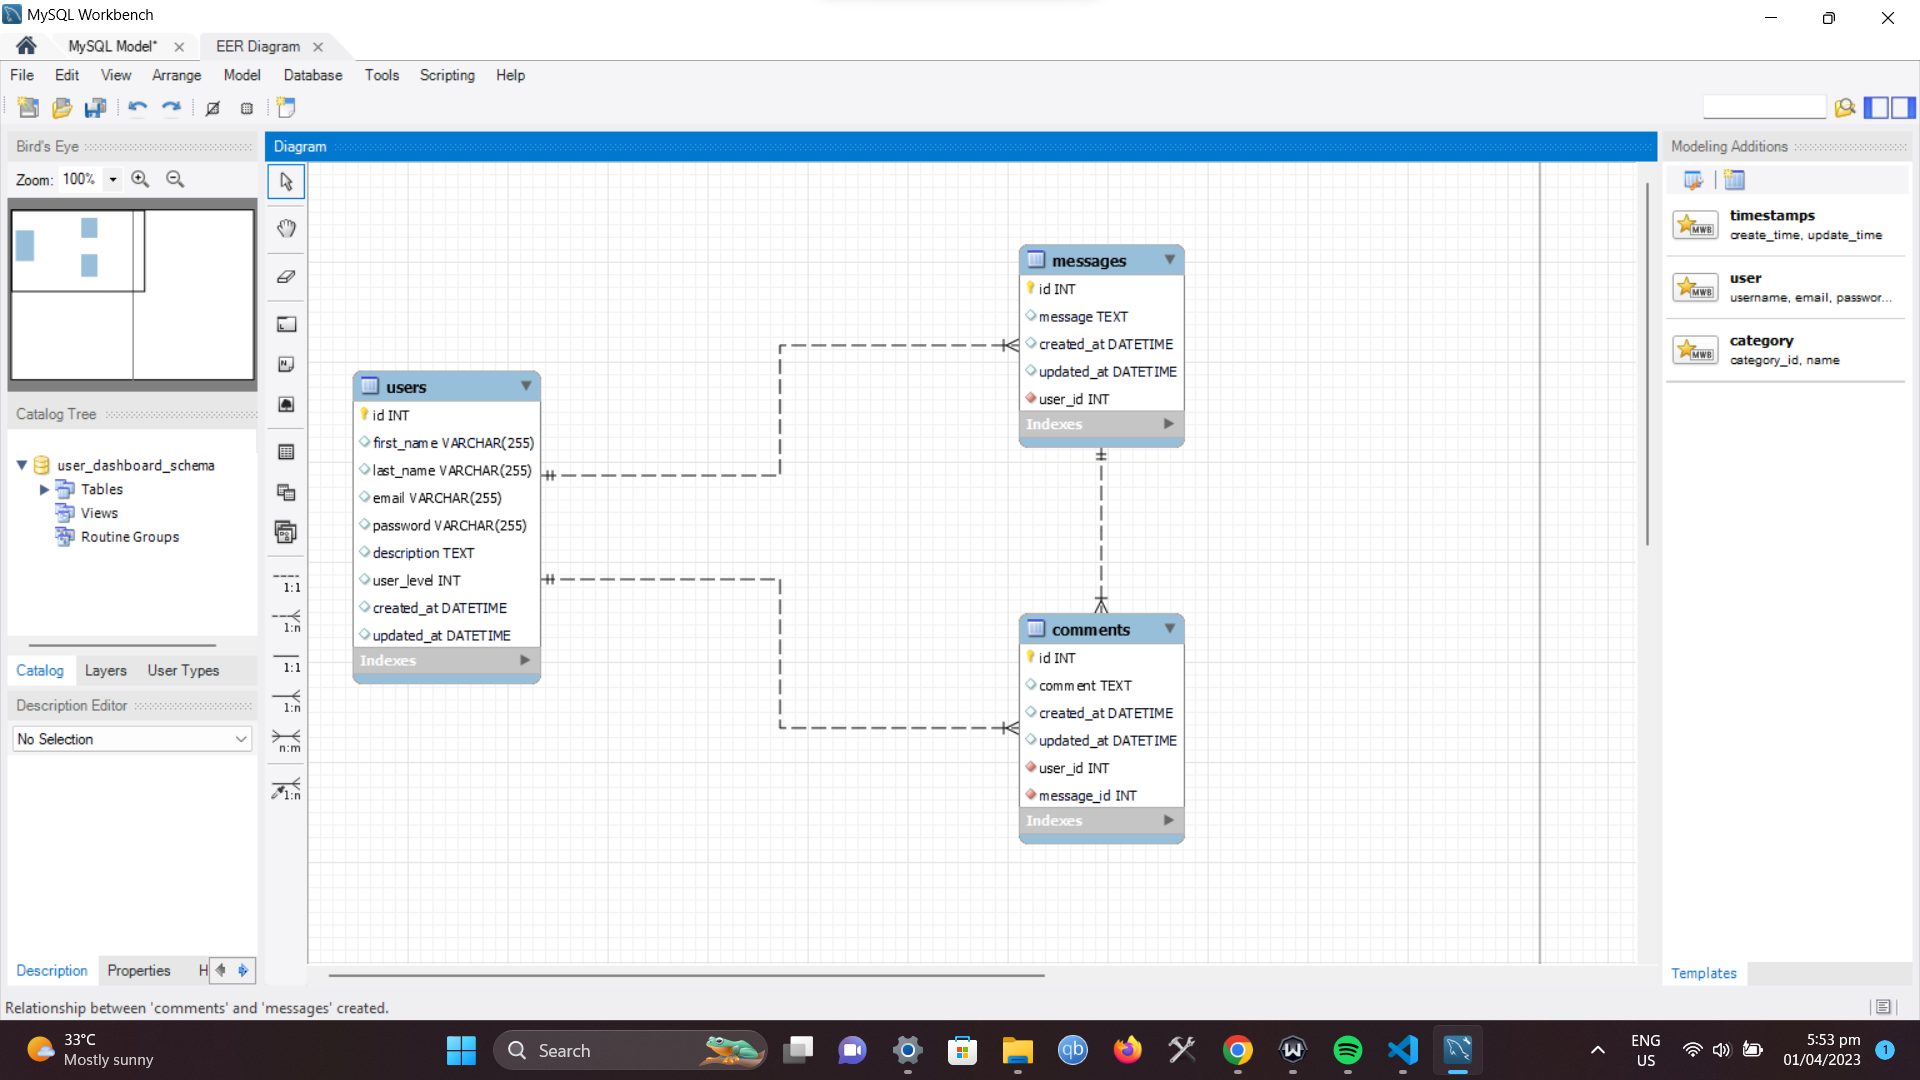 MySQL Workbench
MySQL Model*
EER Diagram
File Edit View Arrange Model Database Tools Scripting Help
Bird's Eye
Zoom: 100%
Catalog Tree
user_dashboard_schema
Tables
Views
Routine Groups
Catalog Layers User Types
Description Editor
No Selection
Description Properties H
Diagram
1:1
1:n
1:1
1:n
n:m
1:n
users
id INT
first_name VARCHAR(255)
last_name VARCHAR(255)
email VARCHAR(255)
password VARCHAR(255)
description TEXT
user_level INT
created_at DATETIME
updated_at DATETIME
Indexes
messages
id INT
message TEXT
created_at DATETIME
updated_at DATETIME
user_id INT
Indexes
comments
id INT
comment TEXT
created_at DATETIME
updated_at DATETIME
user_id INT
message_id INT
Indexes
Modeling Additions
MWB
timestamps
create_time, update_time
MWB
user
username, email, passwor...
MWB
category
category_id, name
Templates
Relationship between 'comments' and 'messages' created.
33°C
Mostly sunny
Search
qb
ENG
US
5:53 pm
01/04/2023
1